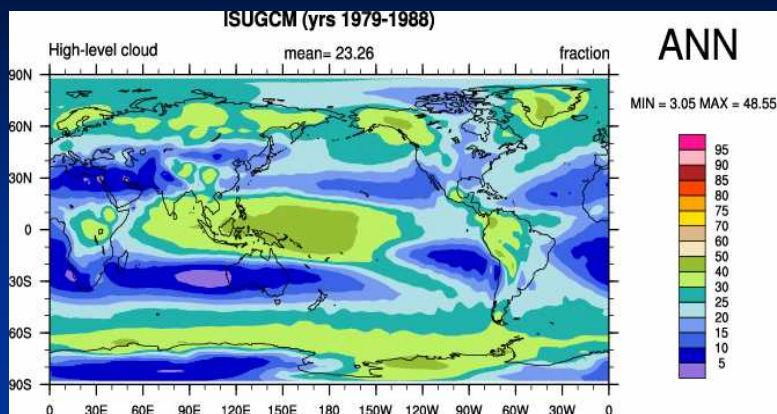 ISUGCM (yrs 1979-1988)
High-level cloud mean= 23.26 fraction
ANN
MIN = 3.05 MAX = 48.55
90N
60N
30N
0
30S
60S
90S
0 30E 60E 90E 120E 150E 180 150W 120W 90W 60W 30W 0
95
90
85
80
75
70
60
50
40
30
25
20
15
10
5